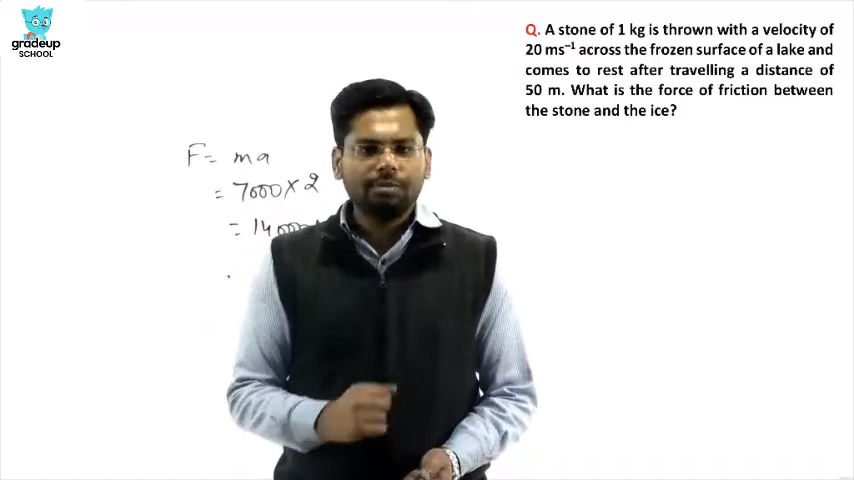 gradeup
SCHOOL
Q. A stone of 1 kg is thrown with a velocity of
20 ms⁻¹ across the frozen surface of a lake and
comes to rest after travelling a distance of
50 m. What is the force of friction between
the stone and the ice?
F = ma
= 7000 × 2
= 14000